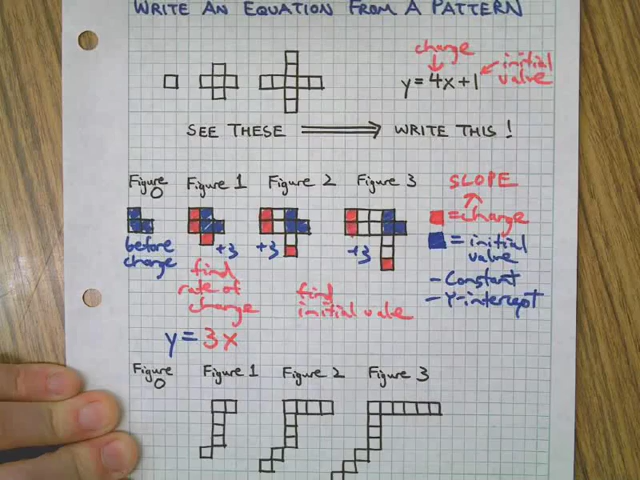 WRITE AN EQUATION FROM A PATTERN
change
initial
value
y=4x+1
SEE THESE
WRITE THIS !
Figure
0
Figure 1
Figure 2
Figure 3
SLOPE
=change
=initial
value
-Constant
-Y-intercept
before
change
+3
+3
+3
find
rate of
change
find
initial value
y=3x
Figure
0
Figure 1
Figure 2
Figure 3